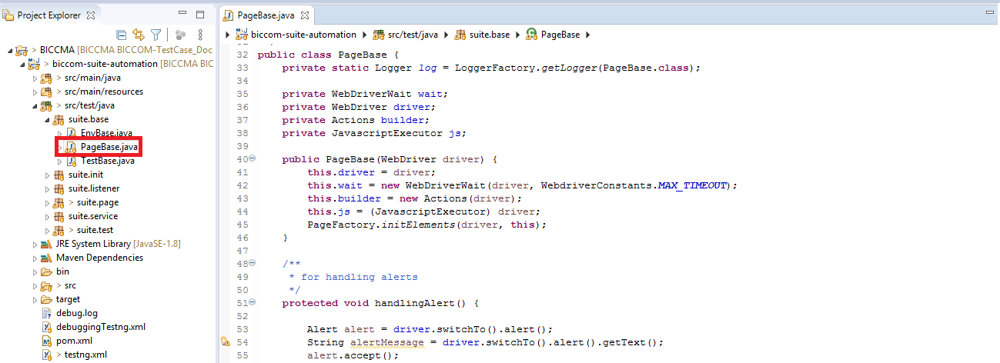 Project Explorer
> BICCMA [BICCMA BICCOM-TestCase_Doc
> biccom-suite-automation [BICCMA BIC
> src/main/java
> src/main/resources
> src/test/java
suite.base
EnvBase.java
PageBase.java
TestBase.java
suite.init
suite.listener
> suite.page
suite.service
> suite.test
JRE System Library [JavaSE-1.8]
Maven Dependencies
bin
> src
target
debug.log
debuggingTestng.xml
pom.xml
> testng.xml
PageBase.java
biccom-suite-automation src/test/java suite.base PageBase
32 public class PageBase {
33 private static Logger log = LoggerFactory.getLogger(PageBase.class);
34
35 private WebDriverWait wait;
36 private WebDriver driver;
37 private Actions builder;
38 private JavascriptExecutor js;
39
40 public PageBase(WebDriver driver) {
41 this.driver = driver;
42 this.wait = new WebDriverWait(driver, WebdriverConstants.MAX_TIMEOUT);
43 this.builder = new Actions(driver);
44 this.js = (JavascriptExecutor) driver;
45 PageFactory.initElements(driver, this);
46 }
47
48 /**
49 * for handling alerts
50 */
51 protected void handlingAlert() {
52
53 Alert alert = driver.switchTo().alert();
54 String alertMessage = driver.switchTo().alert().getText();
55 alert.accept();